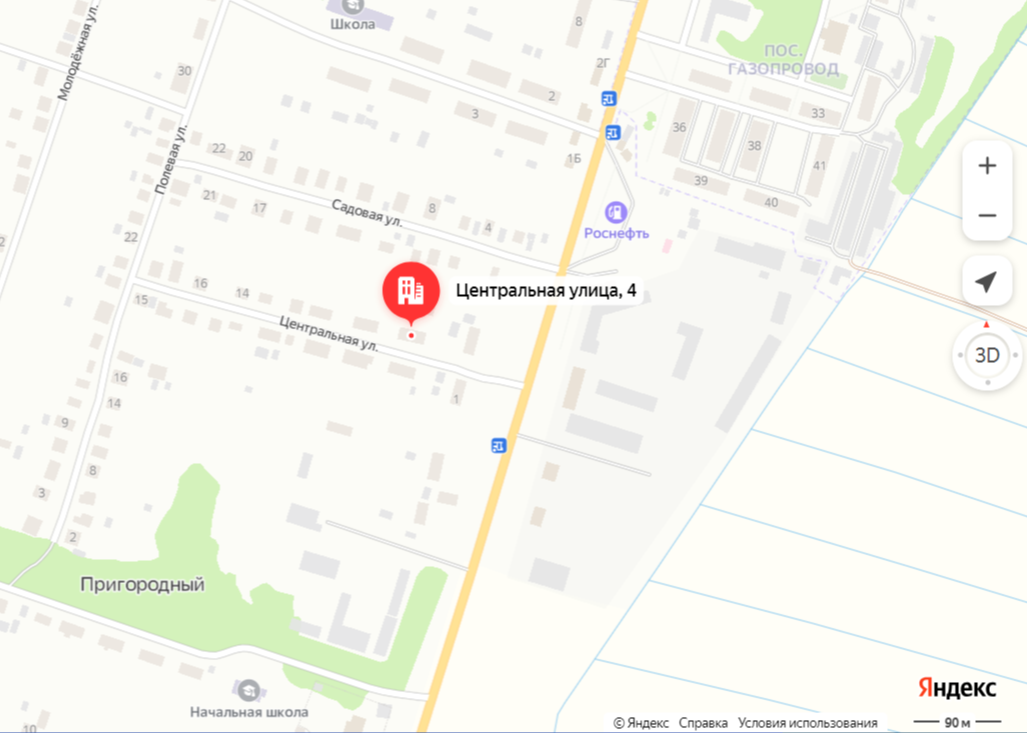 Школа
8
Молодёжная ул.
ПОС.
ГАЗОПРОВОД
2Г
30
2
3
33
36
38
Полевая ул.
22
20
1Б
41
39
40
21
17
Садовая ул.
8
4
Роснефть
22
2
+
−
16
14
15
Центральная улица, 4
Центральная ул.
3D
16
14
1
9
8
3
2
Пригородный
Начальная школа
10
Яндекс
© Яндекс Справка Условия использования
90 м